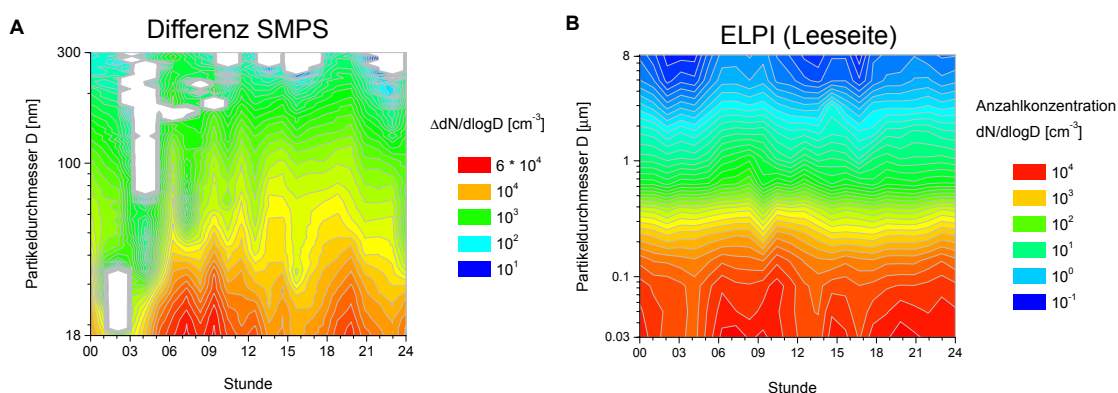 A
Differenz SMPS
300
100
18
Partikeldurchmesser D [nm]
00 03 06 09 12 15 18 21 24
Stunde
ΔdN/dlogD [cm⁻³]
6 * 10⁴
10⁴
10³
10²
10¹
B
ELPI (Leeseite)
8
1
0.1
0.03
Partikeldurchmesser D [µm]
00 03 06 09 12 15 18 21 24
Stunde
Anzahlkonzentration
dN/dlogD [cm⁻³]
10⁴
10³
10²
10¹
10⁰
10⁻¹